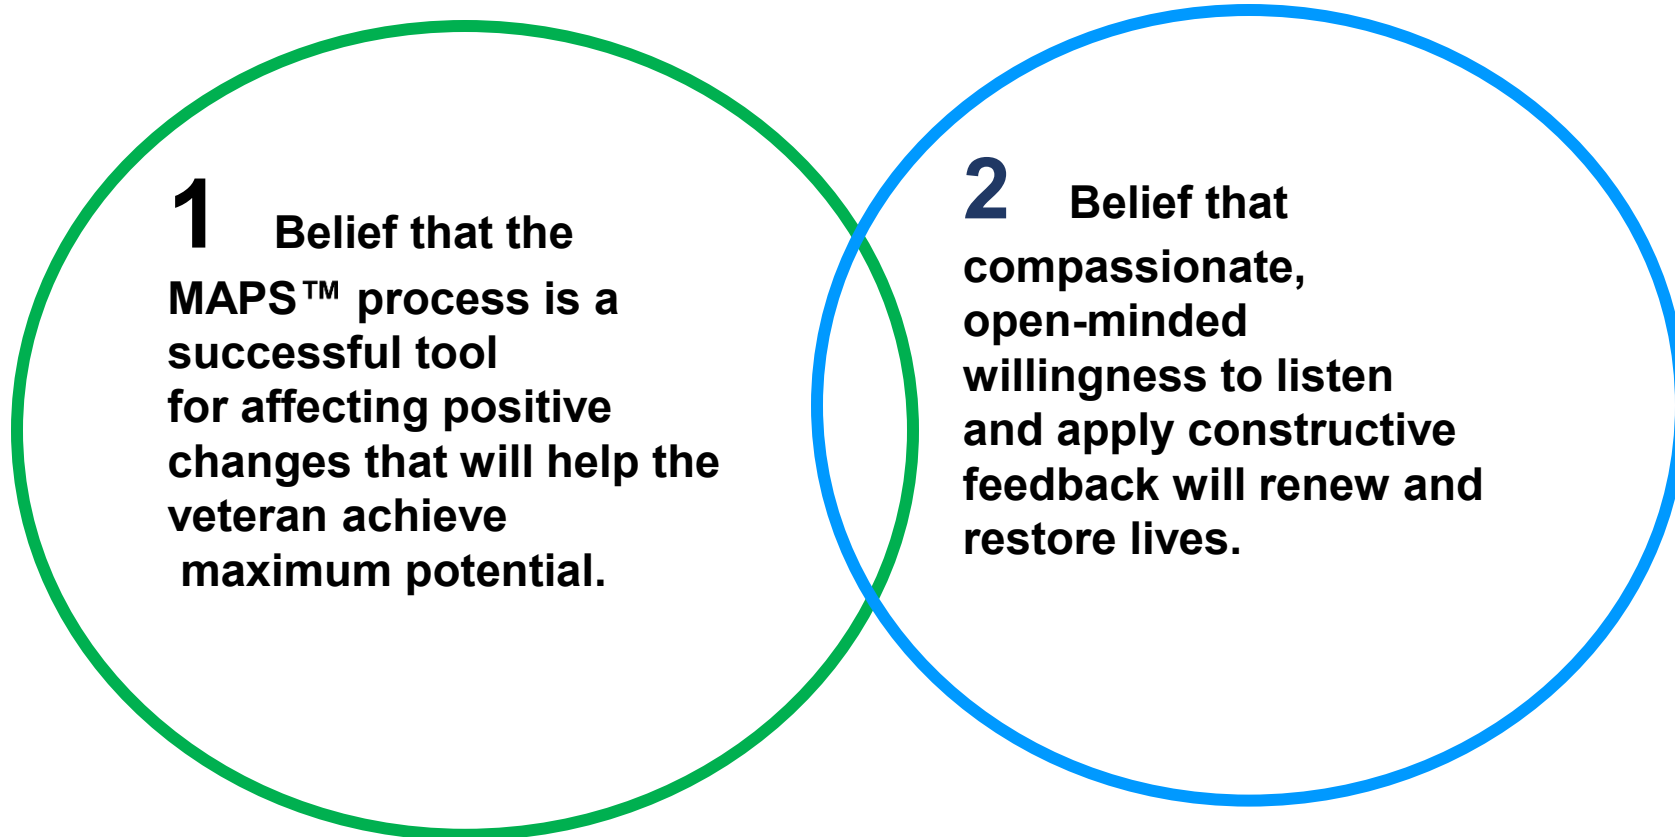 1 Belief that the
MAPS™ process is a
successful tool
for affecting positive
changes that will help the
veteran achieve
maximum potential.
2 Belief that
compassionate,
open-minded
willingness to listen
and apply constructive
feedback will renew and
restore lives.